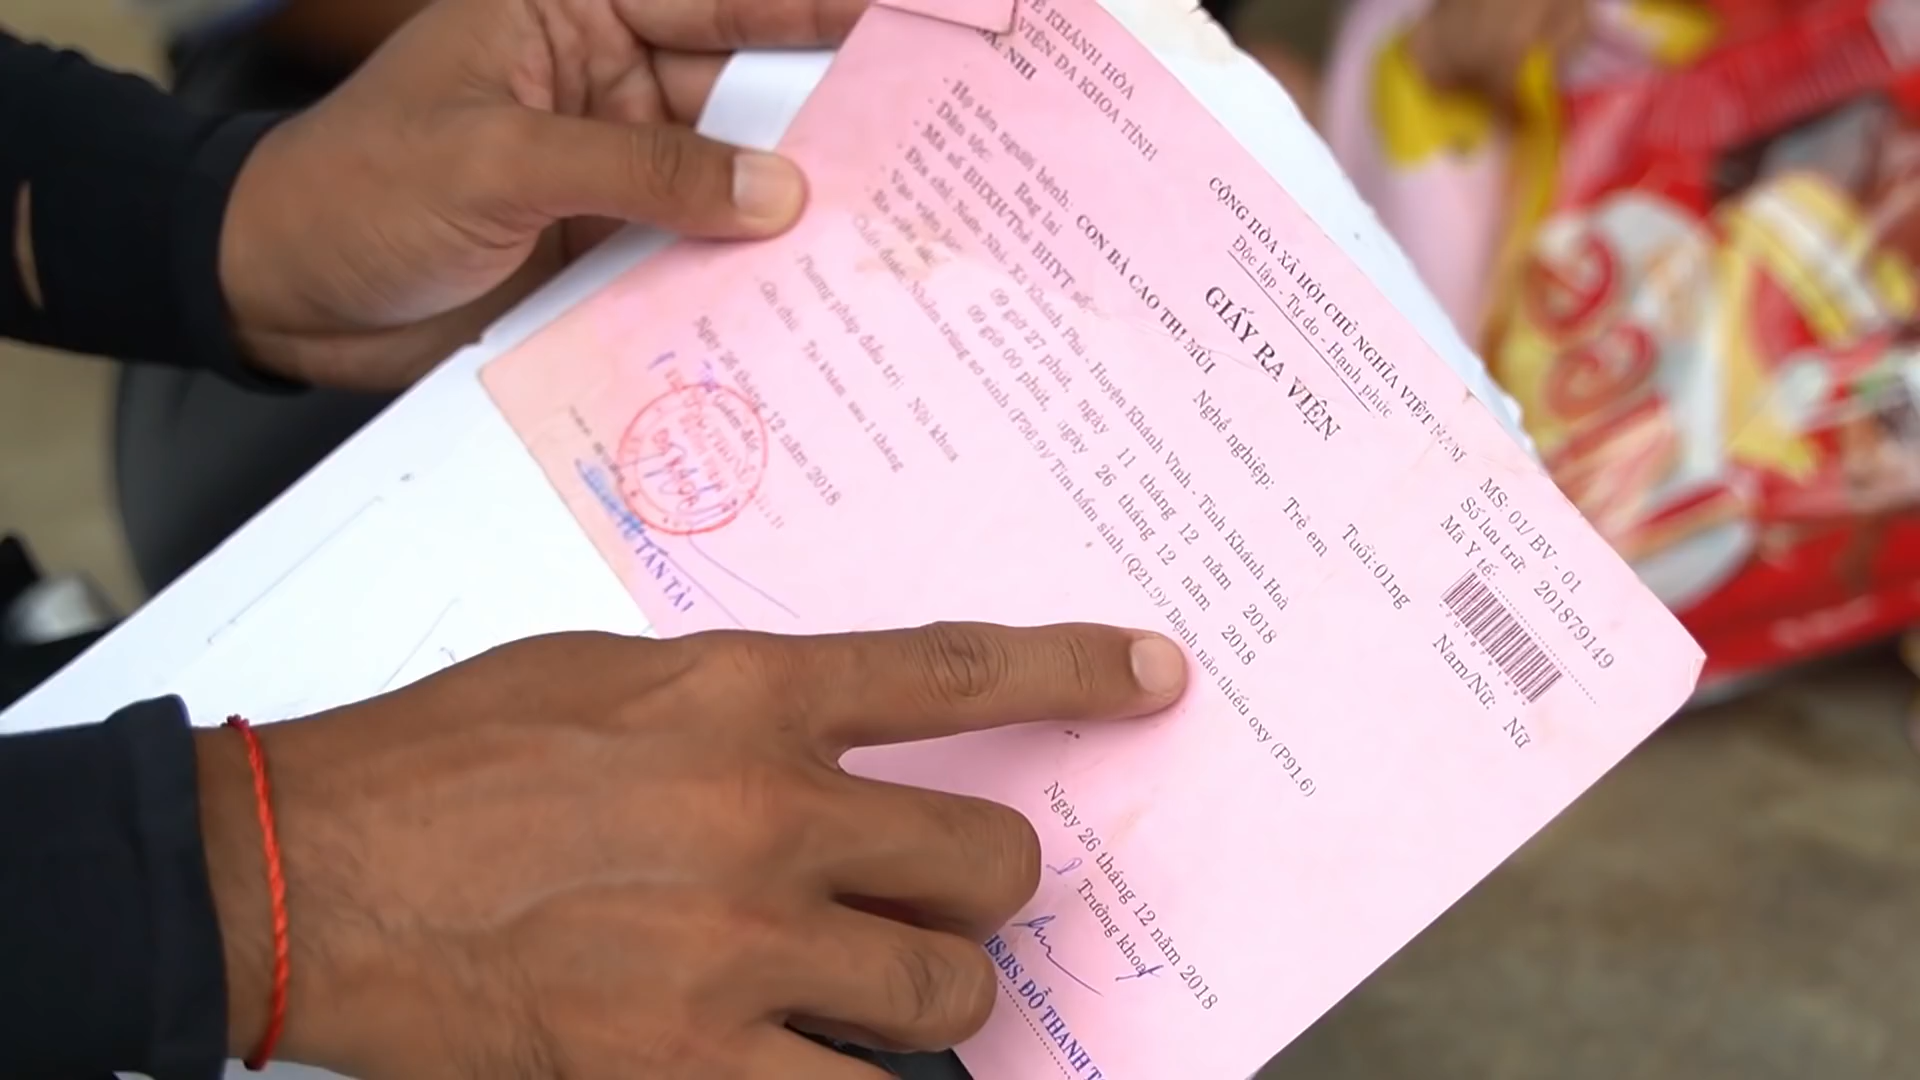 TẾ KHÁNH HÒA
VIỆN ĐA KHOA TỈNH
NHI
CỘNG HÒA XÃ HỘI CHỦ NGHĨA VIỆT NAM
Độc lập - Tự do - Hạnh phúc
MS: 01/ BV - 01
Số lưu trữ: 201879149
Mã Y tế:
GIẤY RA VIỆN
- Họ tên người bệnh: CON BÀ CAO THỊ MÙI Tuổi:01ng Nam/Nữ: Nữ
- Dân tộc: Rag lai Nghề nghiệp: Trẻ em
- Mã số BHXH/Thẻ BHYT số:
- Địa chỉ: Nước Nhỉ- Xã Khánh Phú - Huyện Khánh Vĩnh - Tỉnh Khánh Hoà
- Vào viện lúc: 09 giờ 27 phút, ngày 11 tháng 12 năm 2018
- Ra viện lúc: 09 giờ 00 phút, ngày 26 tháng 12 năm 2018
Chẩn đoán: Nhiễm trùng sơ sinh (P36.9)/ Tim bẩm sinh (Q21.9)/ Bệnh não thiếu oxy (P91.6)
Phương pháp điều trị: Nội khoa
- Ghi chú: Tái khám sau 1 tháng
Ngày 26 tháng 12 năm 2018
TẤN TÀI
Ngày 26 tháng 12 năm 2018
Trưởng khoa
BS. ĐỖ THANH